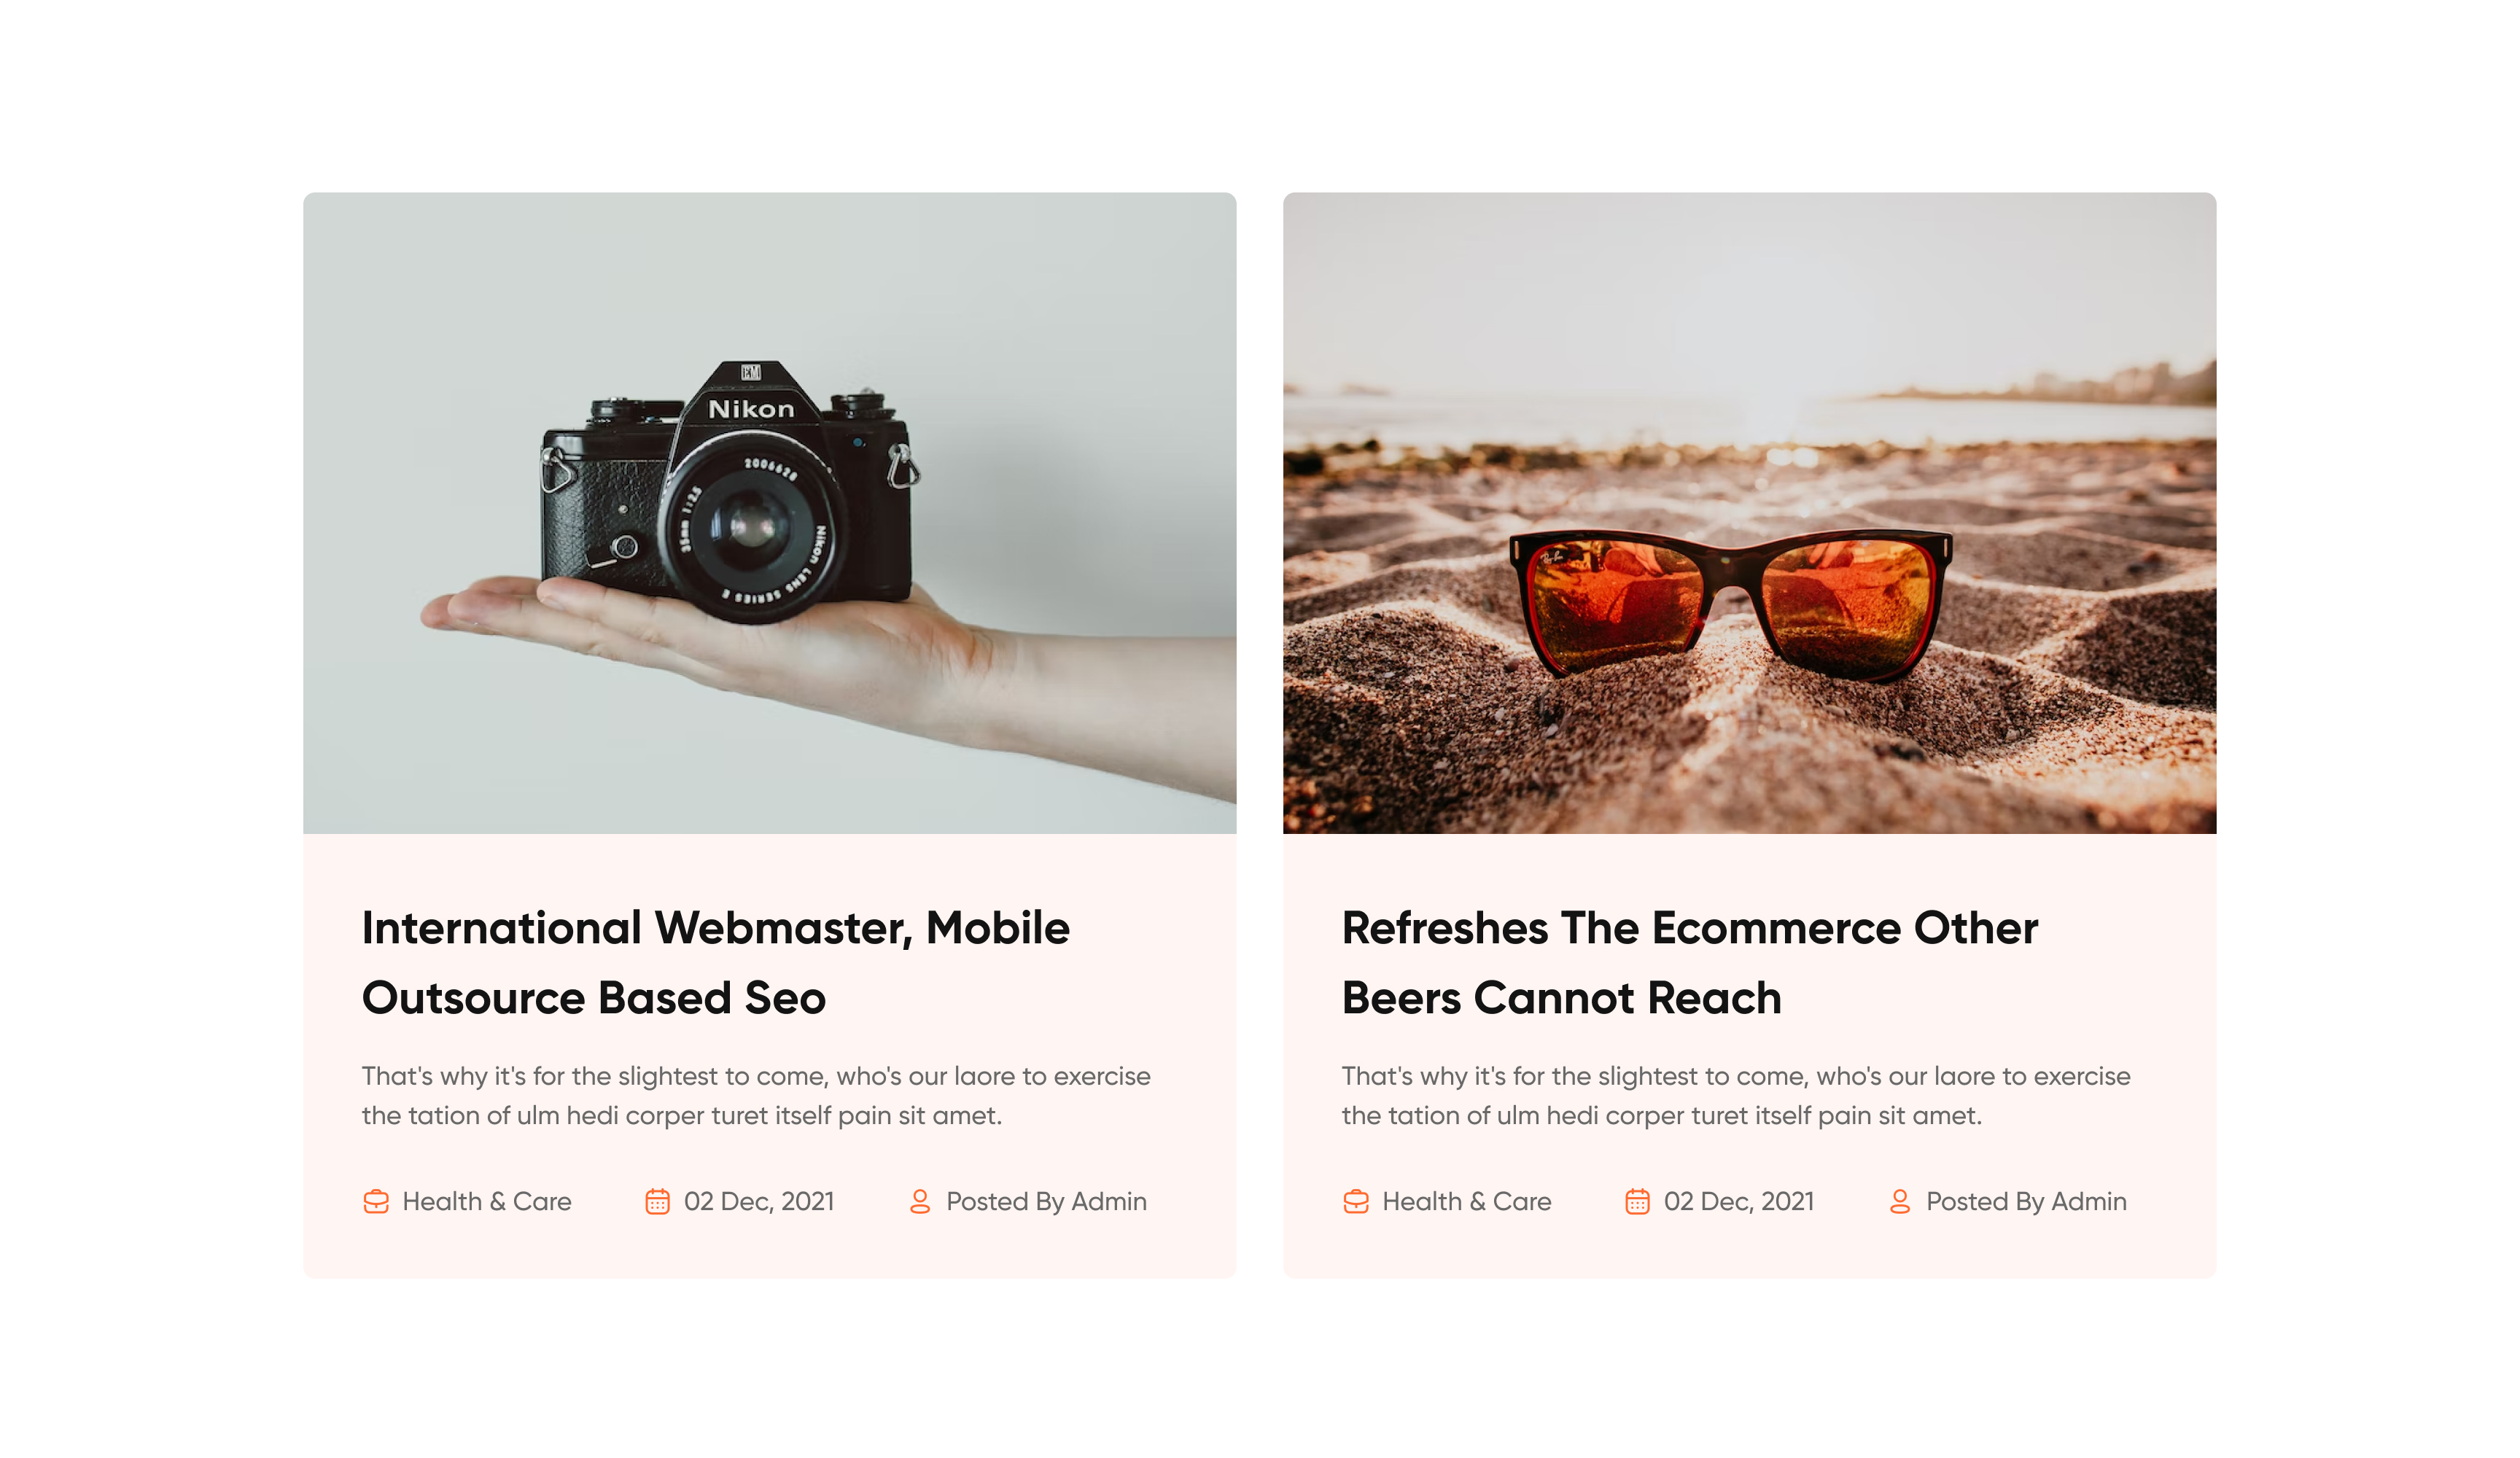 EM
Nikon
2006628
35mm 1:2.5
Nikon LENS SERIES E
Ray-Ban
International Webmaster, Mobile
Outsource Based Seo
That's why it's for the slightest to come, who's our laore to exercise
the tation of ulm hedi corper turet itself pain sit amet.
Health & Care
02 Dec, 2021
Posted By Admin
Refreshes The Ecommerce Other
Beers Cannot Reach
That's why it's for the slightest to come, who's our laore to exercise
the tation of ulm hedi corper turet itself pain sit amet.
Health & Care
02 Dec, 2021
Posted By Admin